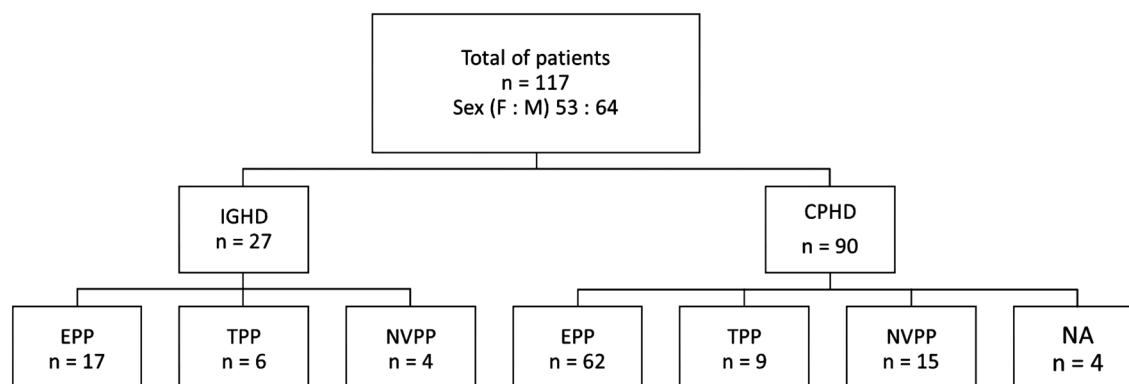 Total of patients
n = 117
Sex (F : M) 53 : 64
IGHD
n = 27
CPHD
n = 90
EPP
n = 17
TPP
n = 6
NVPP
n = 4
EPP
n = 62
TPP
n = 9
NVPP
n = 15
NA
n = 4